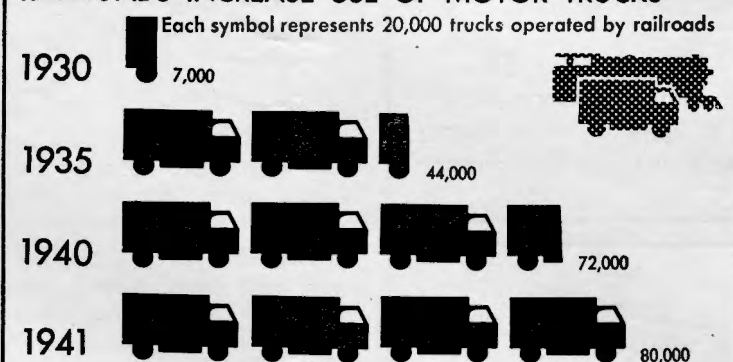 INCREASE USE OF MOTOR TRUCKS
Each symbol represents 20,000 trucks operated by railroads
1930 7,000
1935 44,000
1940 72,000
1941 80,000